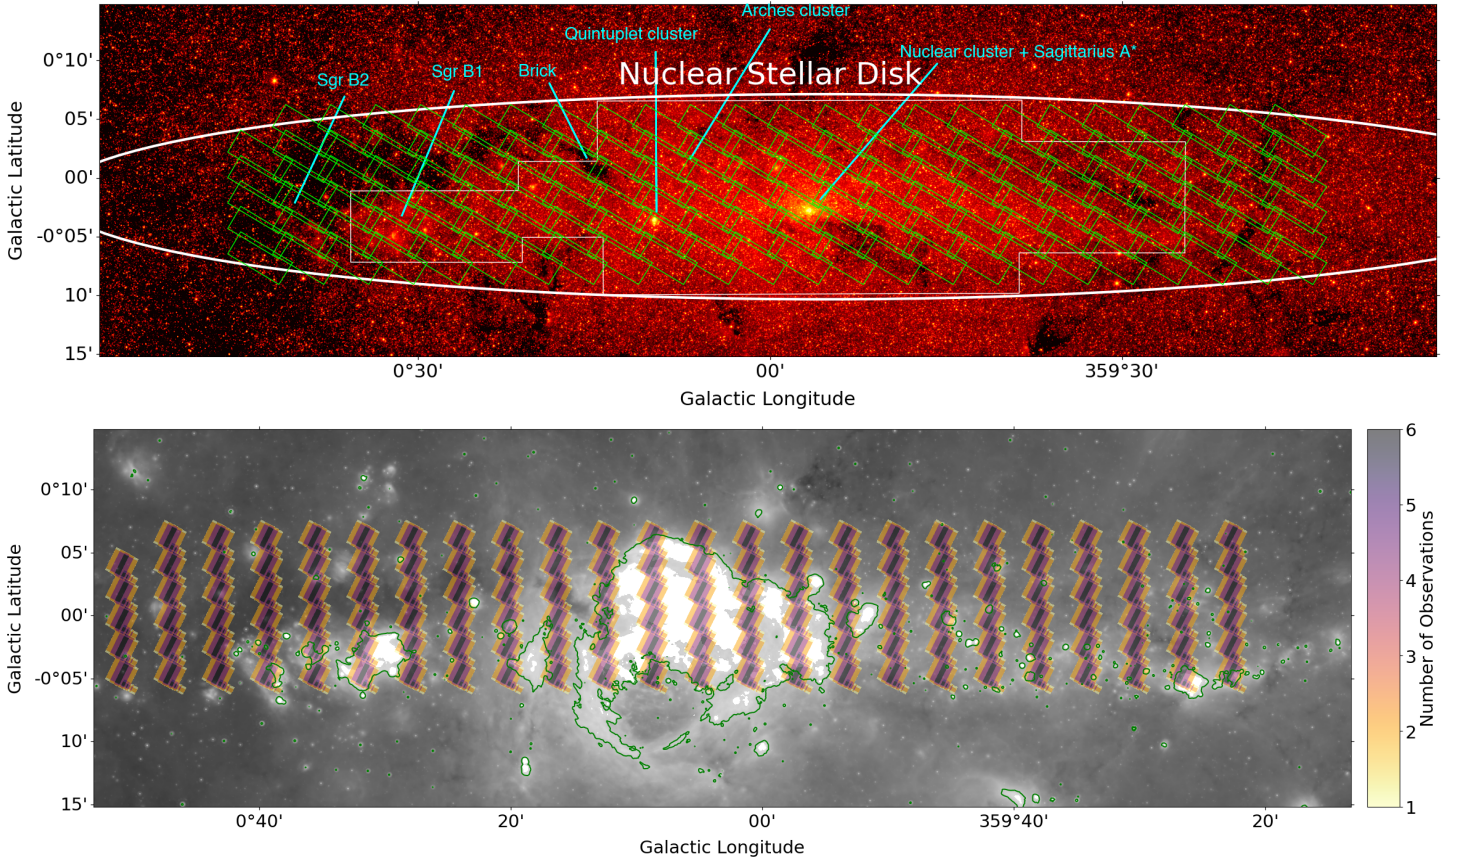 Arches cluster
Quintuplet cluster
Nuclear cluster + Sagittarius A*
Sgr B2
Sgr B1
Brick
Nuclear Stellar Disk
0°10'
05'
00'
-0°05'
10'
15'
Galactic Latitude
0°30'
00'
359°30'
Galactic Longitude
0°10'
05'
00'
-0°05'
10'
15'
Galactic Latitude
0°40'
20'
00'
359°40'
20'
Galactic Longitude
6
5
4
3
2
1
Number of Observations